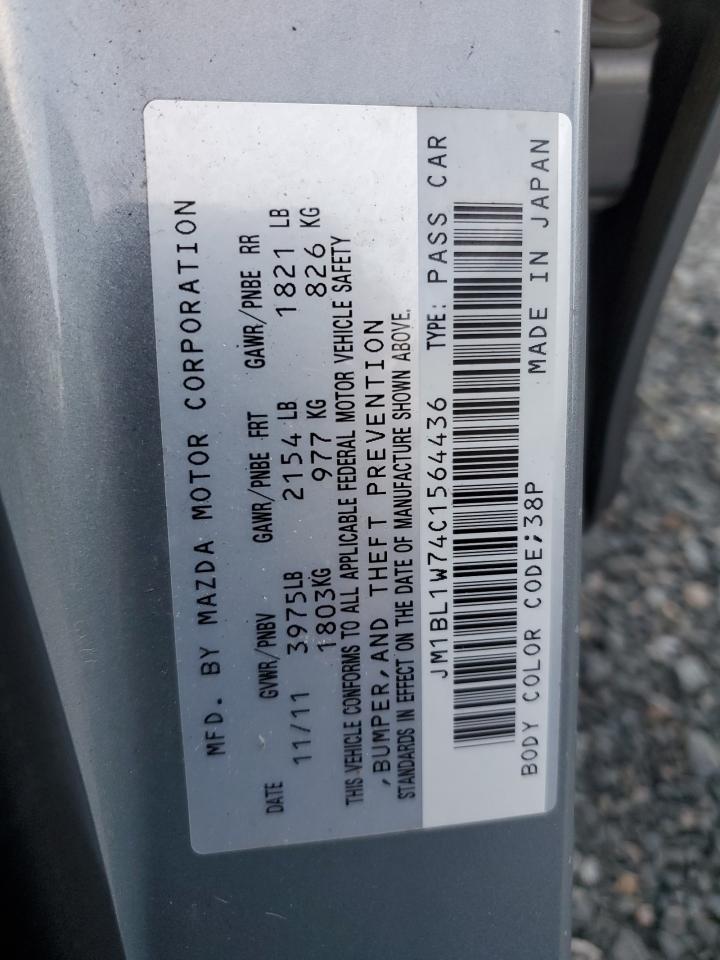 MFD. BY MAZDA MOTOR CORPORATION
DATE GVWR/PNBV GAWR/PNBE FRT GAWR/PNBE RR
11/11 3975LB 2154 LB 1821 LB
1803KG 977 KG 826 KG
THIS VEHICLE CONFORMS TO ALL APPLICABLE FEDERAL MOTOR VEHICLE SAFETY
,BUMPER,AND THEFT PREVENTION
STANDARDS IN EFFECT ON THE DATE OF MANUFACTURE SHOWN ABOVE.
JM1BL1W74C1564436 TYPE: PASS CAR
BODY COLOR CODE;38P MADE IN JAPAN